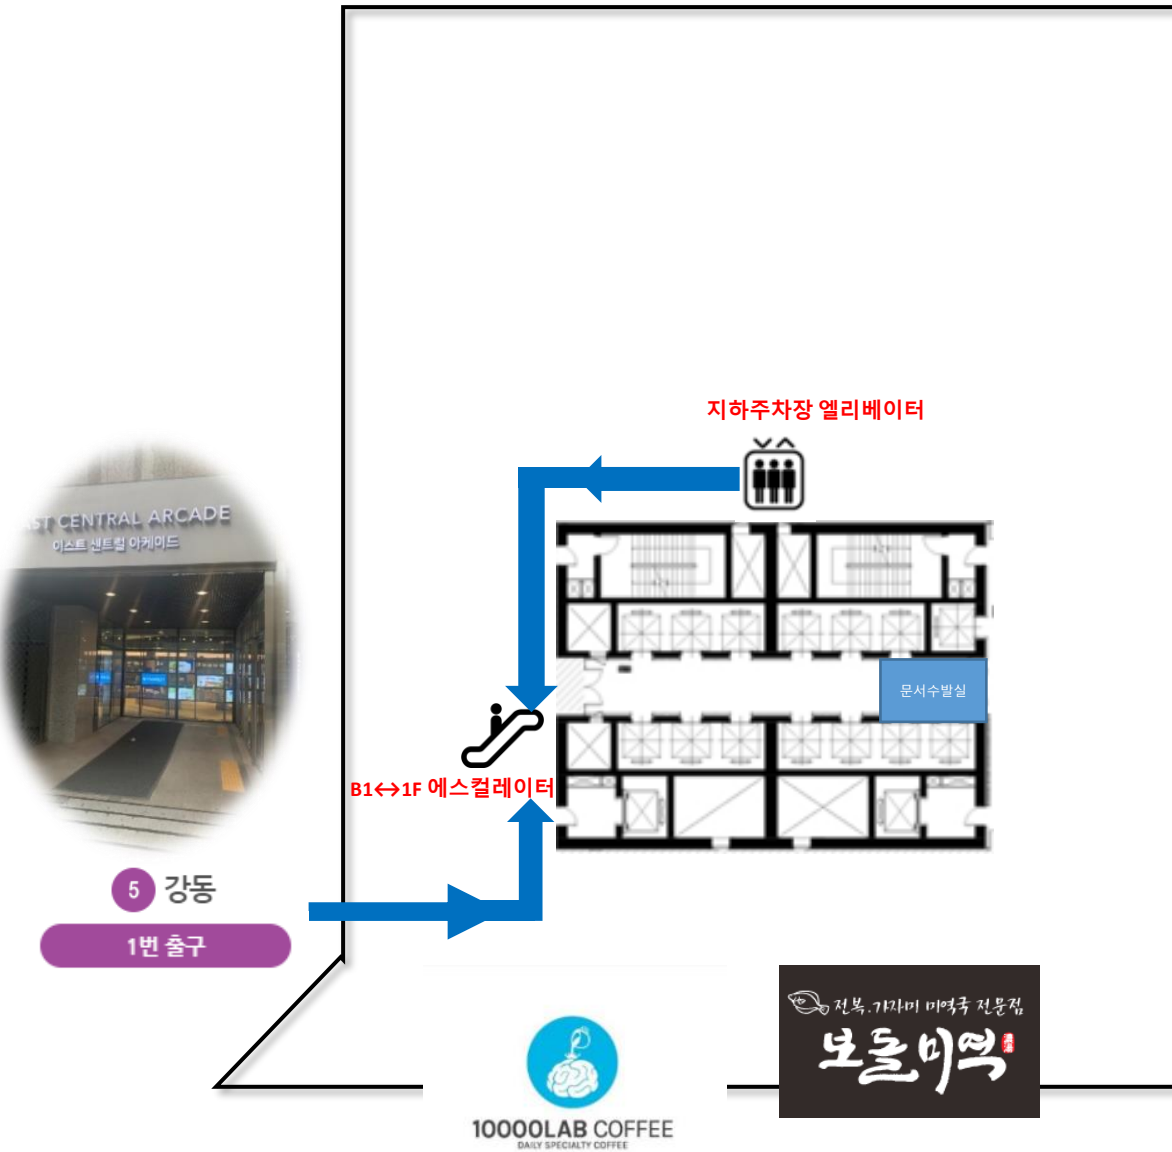 지하주차장 엘리베이터
CENTRAL ARCADE
이스트 센트럴 아케이드
문서수발실
B1↔1F 에스컬레이터
5 강동
1번 출구
전복.가자미 미역국 전문점
보돌미역
10000LAB COFFEE
DAILY SPECIALTY COFFEE